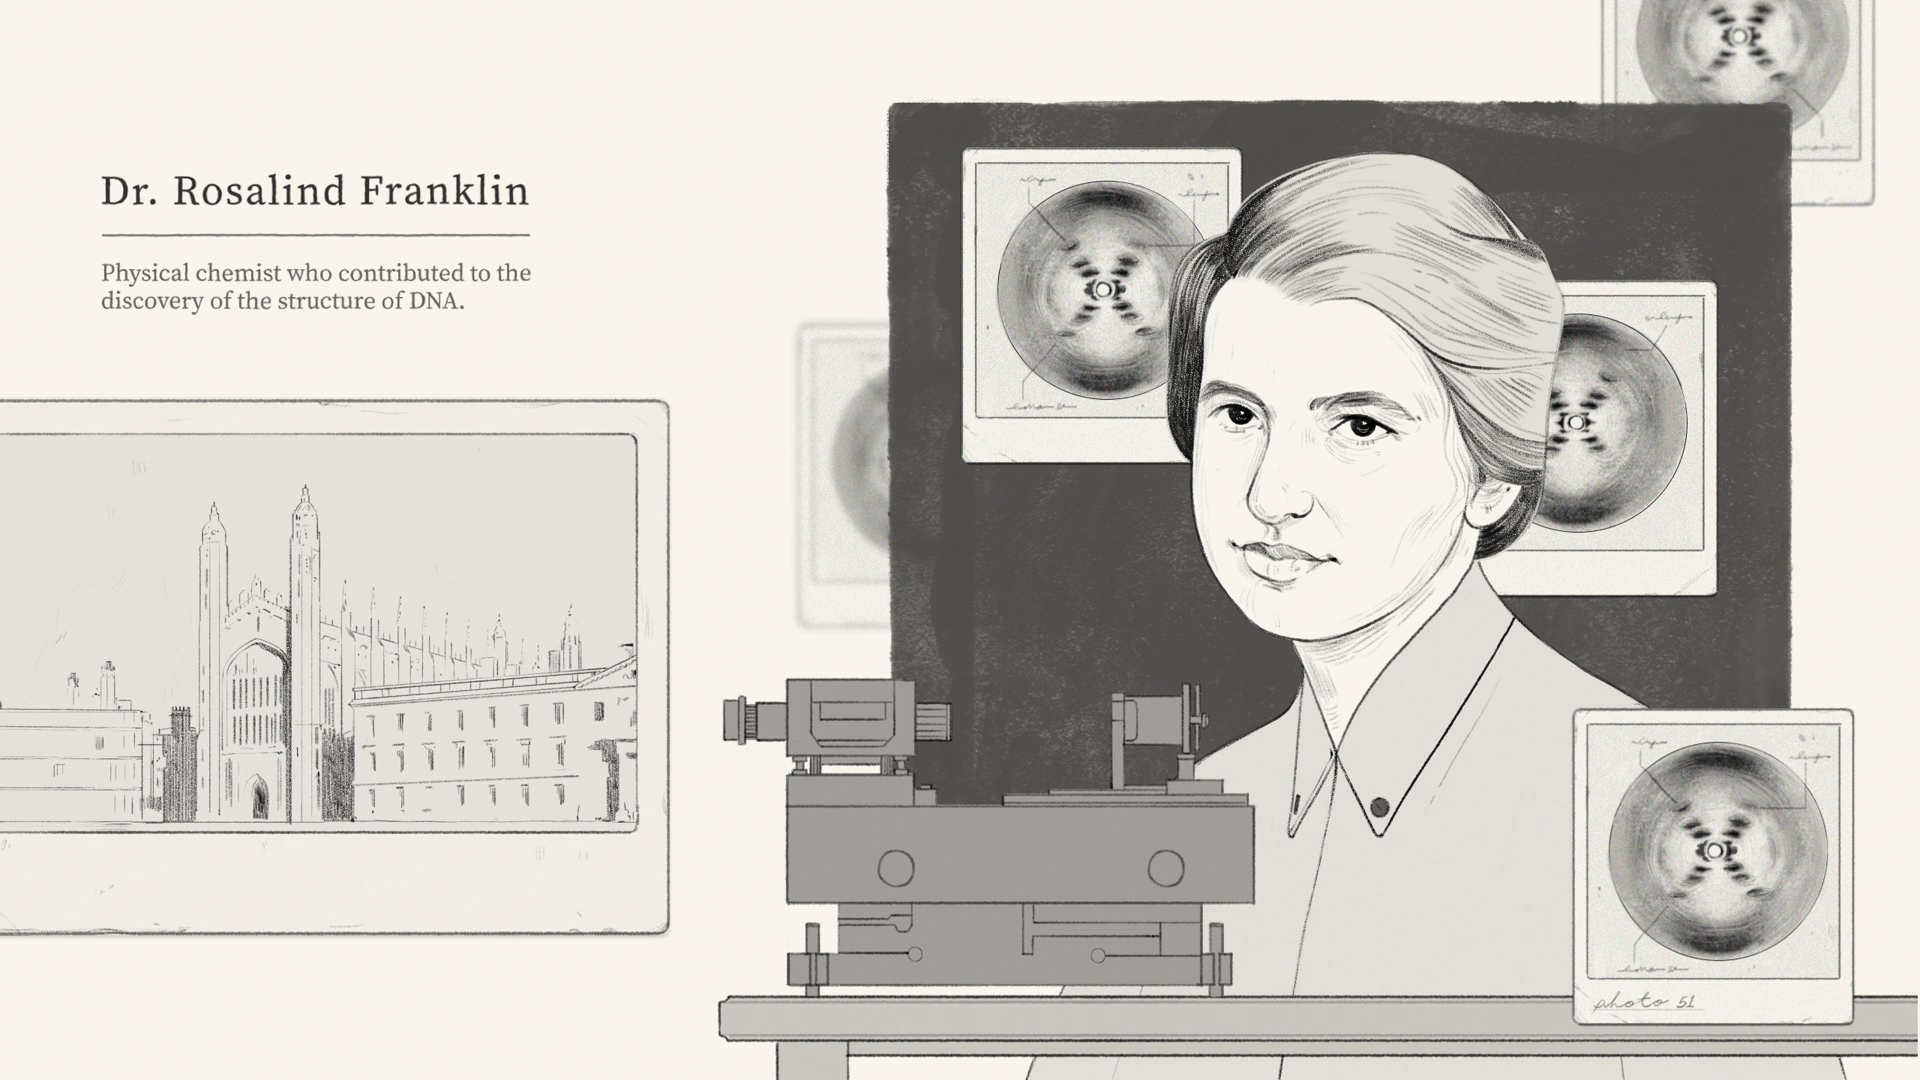 Dr. Rosalind Franklin
Physical chemist who contributed to the
discovery of the structure of DNA.
photo 51